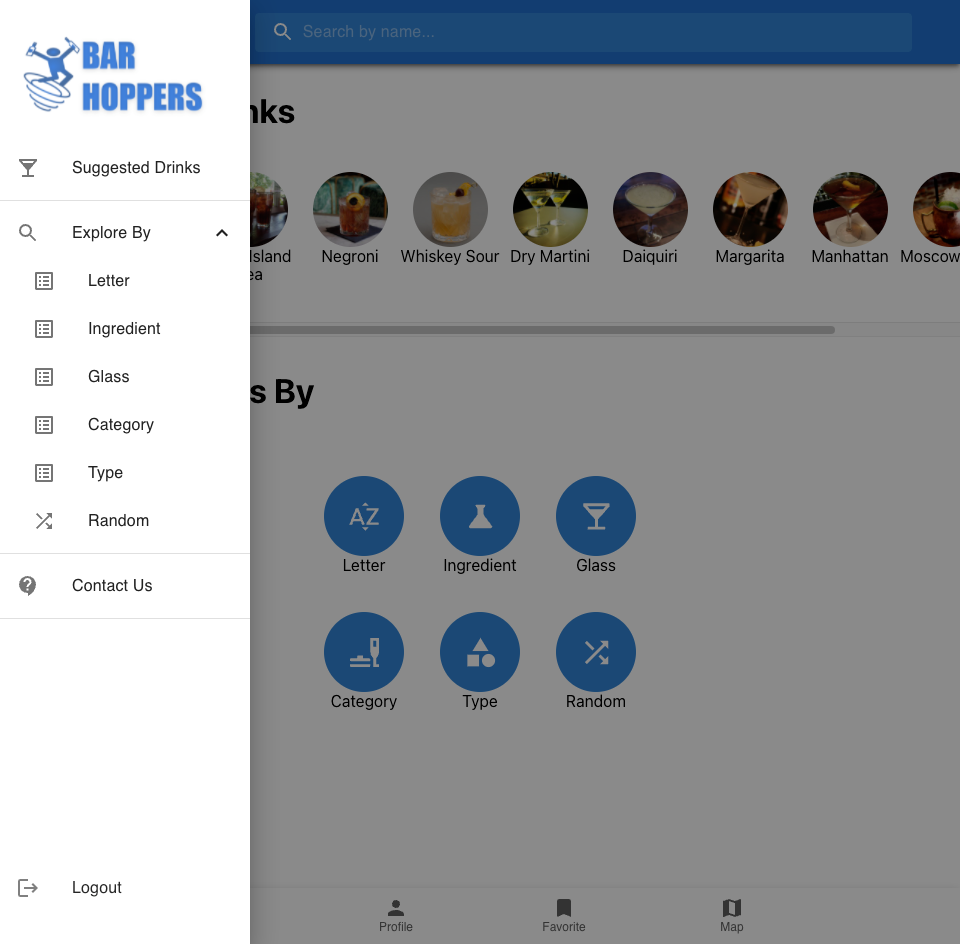 BAR
HOPPERS
Suggested Drinks
Explore By
Letter
Ingredient
Glass
Category
Type
Random
Contact Us
Logout
Search by name...
nks
Island
ea
Negroni
Whiskey Sour
Dry Martini
Daiquiri
Margarita
Manhattan
Moscow
s By
AZ
Letter
Ingredient
Glass
Category
Type
Random
Profile
Favorite
Map